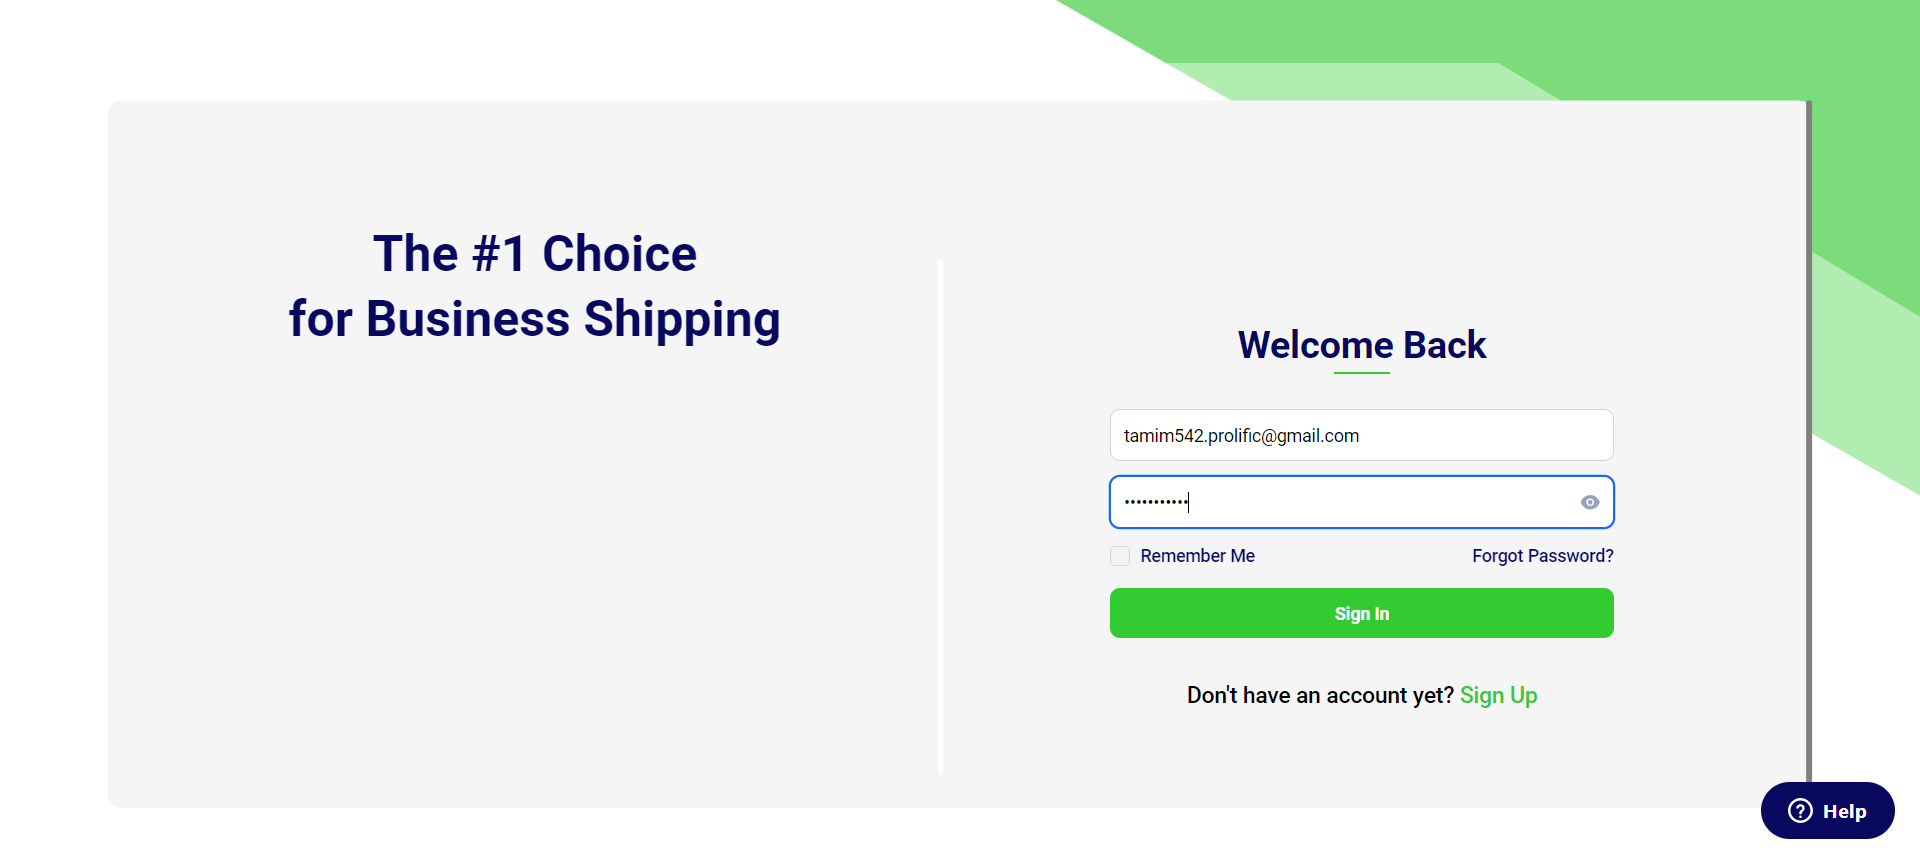 The #1 Choice
for Business Shipping
Welcome Back
tamim542.prolific@gmail.com
•••••••••••
Remember Me
Forgot Password?
Sign In
Don't have an account yet? Sign Up
Help